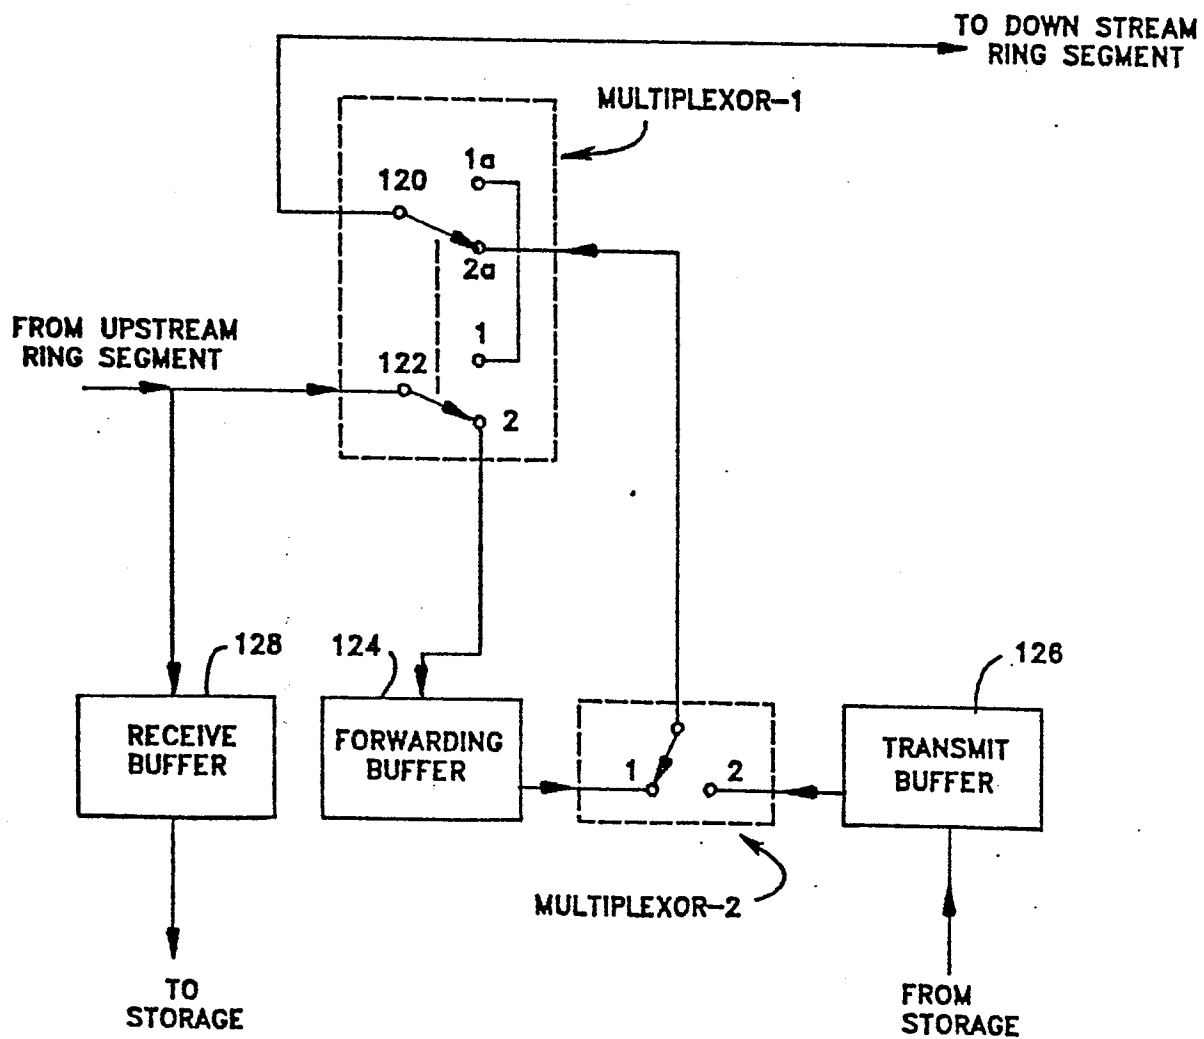 TO DOWN STREAM
RING SEGMENT
MULTIPLEXOR-1
1a
120
2a
FROM UPSTREAM
RING SEGMENT
1
122
2
128
124
126
RECEIVE
BUFFER
FORWARDING
BUFFER
1
2
TRANSMIT
BUFFER
MULTIPLEXOR-2
TO
STORAGE
FROM
STORAGE